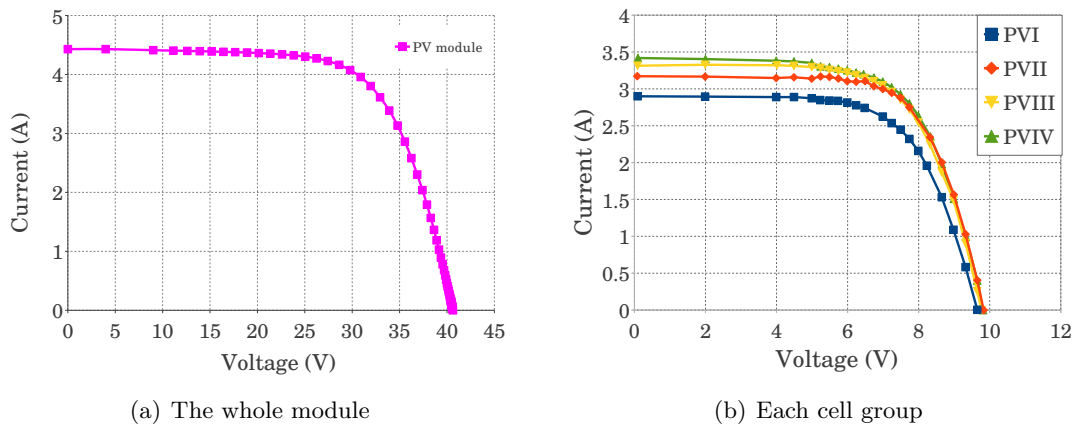 5
4
3
2
1
0
Current (A)
PV module
0 5 10 15 20 25 30 35 40 45
Voltage (V)
(a) The whole module
4
3.5
3
2.5
2
1.5
1
0.5
0
Current (A)
PVI
PVII
PVIII
PVIV
0 2 4 6 8 10 12
Voltage (V)
(b) Each cell group